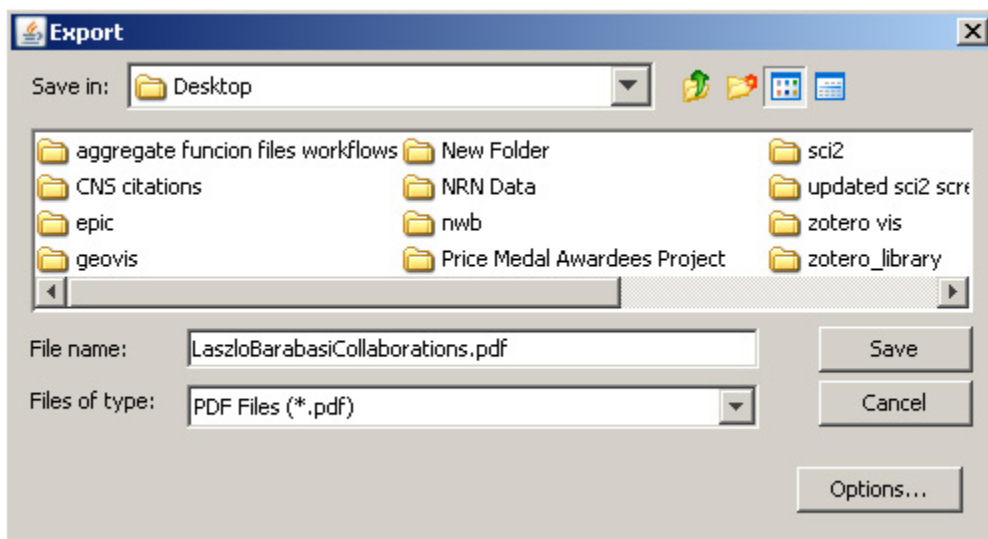 Export
Save in: Desktop
aggregate funcion files workflows New Folder sci2
CNS citations NRN Data updated sci2 scre
epic nwb zotero vis
geovis Price Medal Awardees Project zotero_library
File name: LaszloBarabasiCollaborations.pdf Save
Files of type: PDF Files (*.pdf) Cancel
Options...